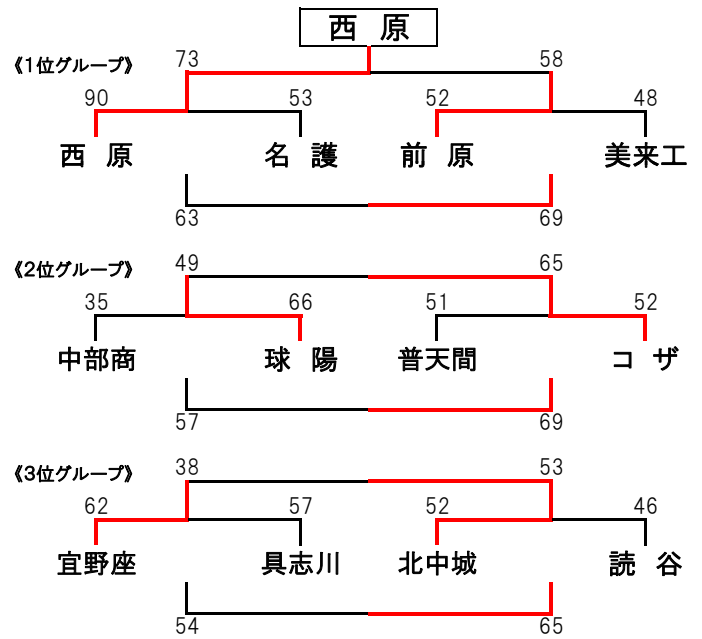 西 原
《1位グループ》 73 58
90 53 52 48
西 原 名 護 前 原 美来工
63 69
《2位グループ》 49 65
35 66 51 52
中部商 球 陽 普天間 コ ザ
57 69
《3位グループ》 38 53
62 57 52 46
宜野座 具志川 北中城 読 谷
54 65